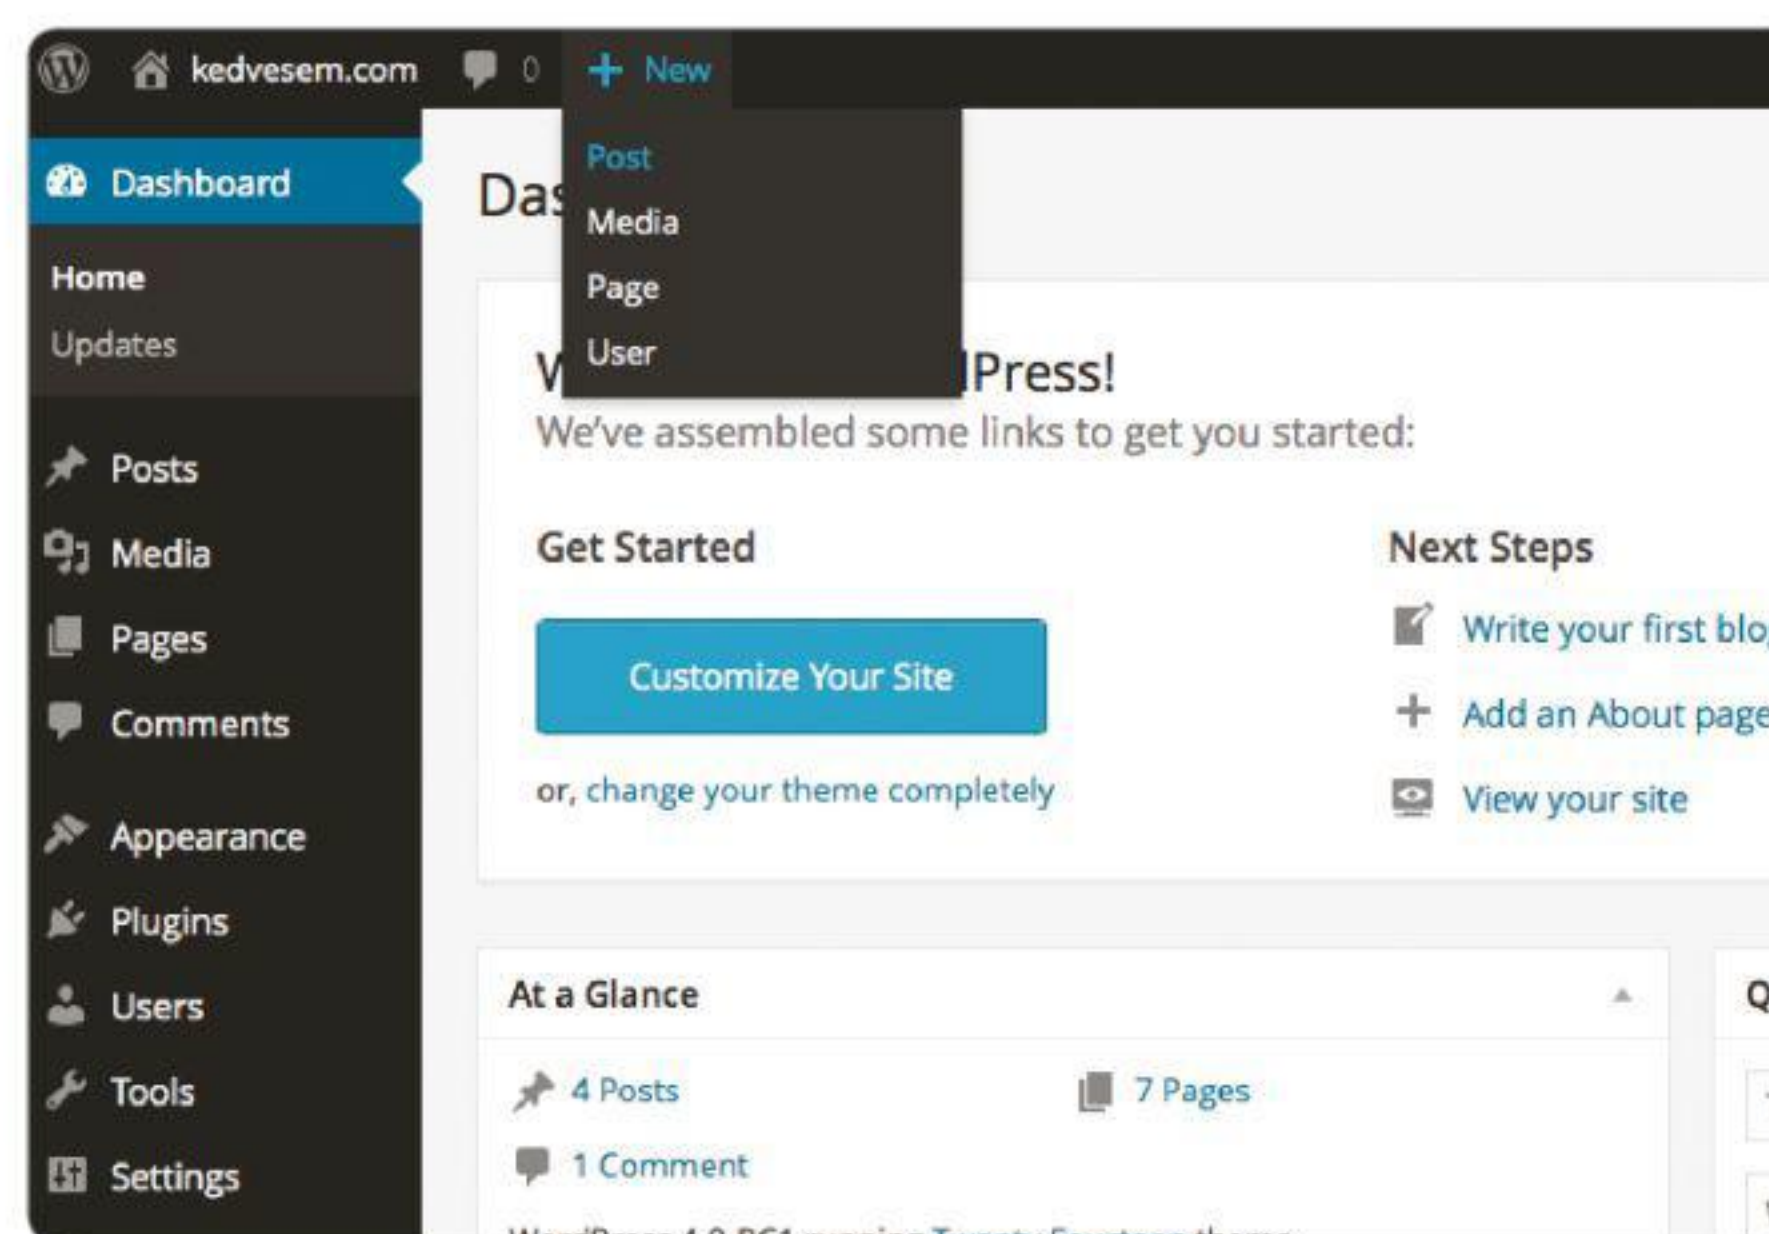 kedvesem.com 0 + New
Post
Media
Page
User
Dashboard
Home
Updates
Posts
Media
Pages
Comments
Appearance
Plugins
Users
Tools
Settings
Press!
We've assembled some links to get you started:
Get Started
Customize Your Site
or, change your theme completely
Next Steps
Write your first
Add an About page
View your site
At a Glance
4 Posts
7 Pages
1 Comment